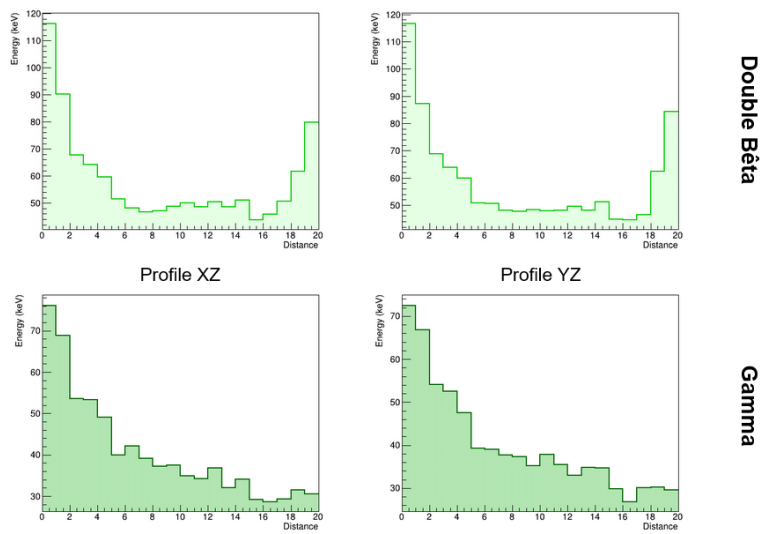 Energy (keV)
120
110
100
90
80
70
60
50
0 2 4 6 8 10 12 14 16 18 20
Distance
Energy (keV)
120
110
100
90
80
70
60
50
0 2 4 6 8 10 12 14 16 18 20
Distance
Double Bêta
Profile XZ
Profile YZ
Energy (keV)
70
60
50
40
30
0 2 4 6 8 10 12 14 16 18 20
Distance
Energy (keV)
70
60
50
40
30
0 2 4 6 8 10 12 14 16 18 20
Distance
Gamma